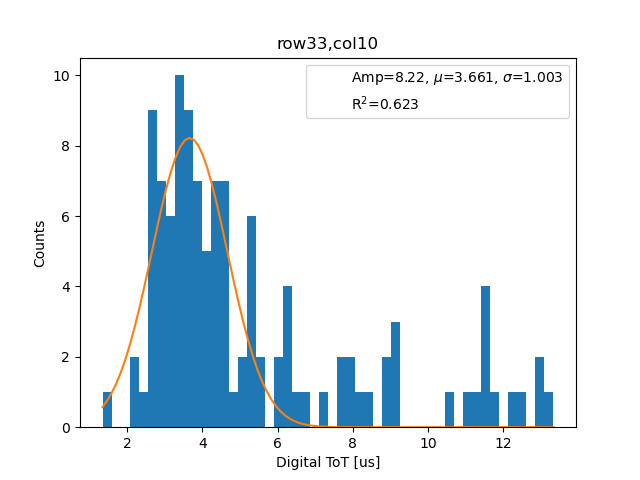 row33,col10
Amp=8.22, μ=3.661, σ=1.003
R²=0.623
Counts
10
8
6
4
2
0
2 4 6 8 10 12
Digital ToT [us]